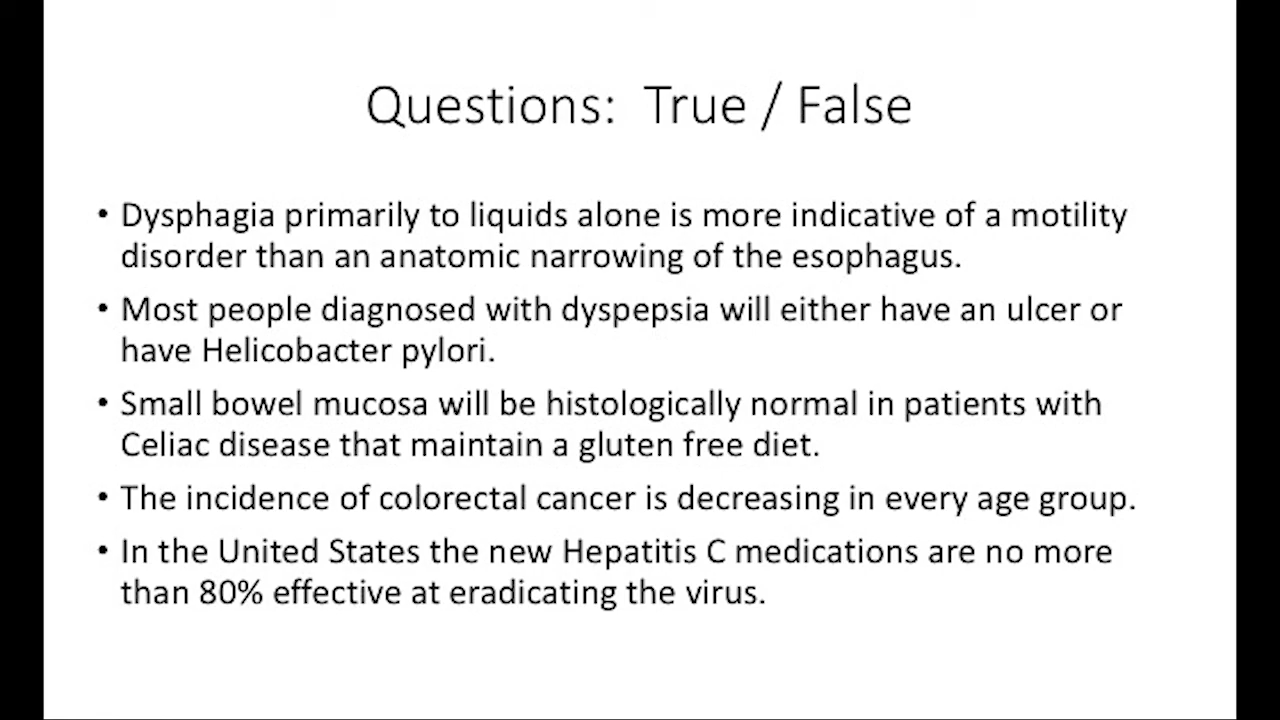 Questions:  True / False
• Dysphagia primarily to liquids alone is more indicative of a motility
disorder than an anatomic narrowing of the esophagus.
• Most people diagnosed with dyspepsia will either have an ulcer or
have Helicobacter pylori.
• Small bowel mucosa will be histologically normal in patients with
Celiac disease that maintain a gluten free diet.
• The incidence of colorectal cancer is decreasing in every age group.
• In the United States the new Hepatitis C medications are no more
than 80% effective at eradicating the virus.